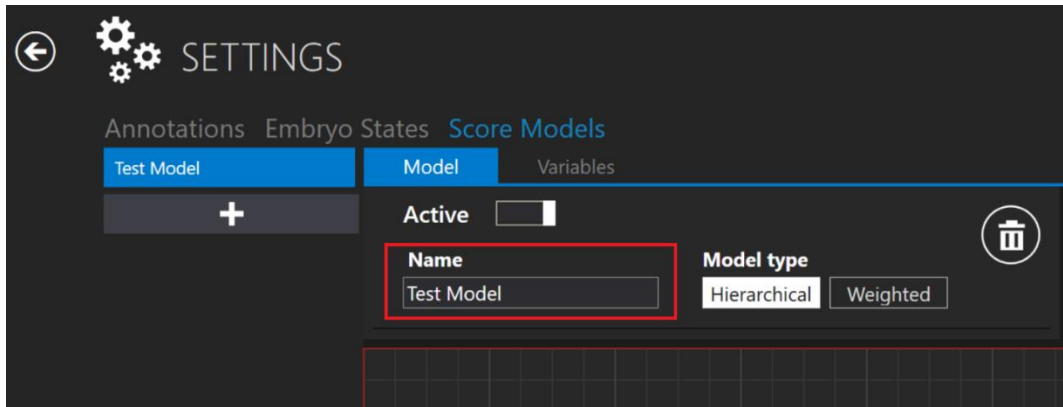 SETTINGS
Annotations Embryo States Score Models
Test Model
Model Variables
Active
Name
Test Model
Model type
Hierarchical Weighted